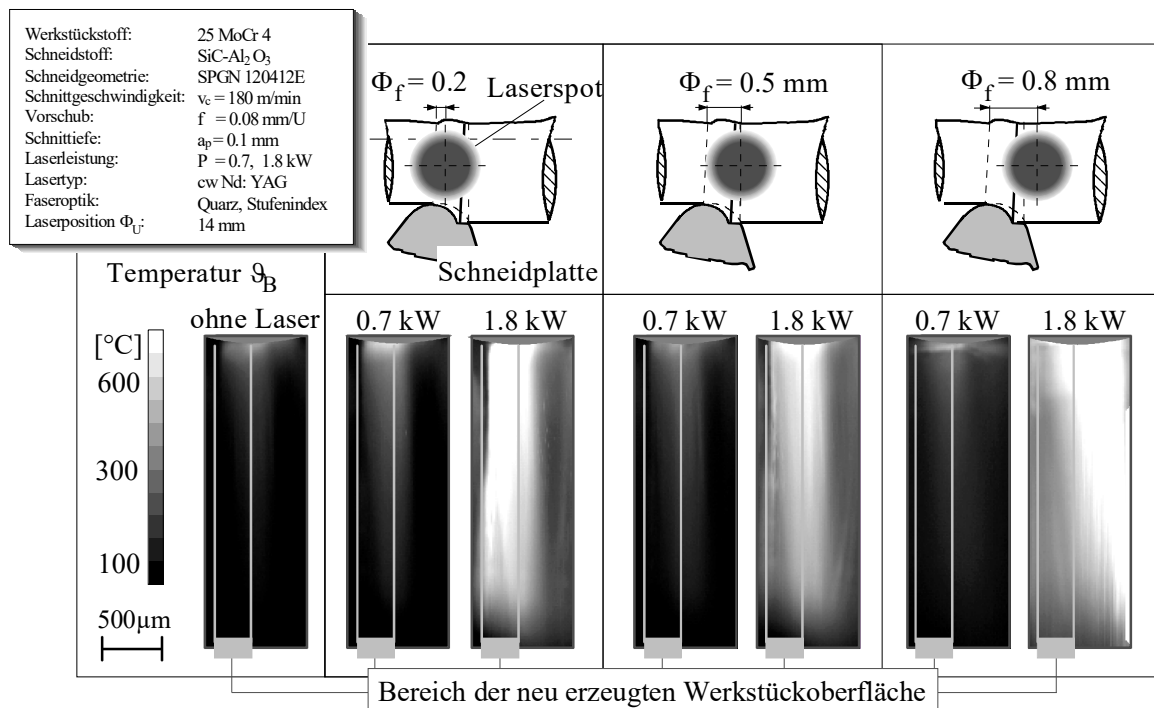 Werkstückstoff: 25 MoCr 4
Schneidstoff: SiC-Al2O3
Schneidgeometrie: SPGN 120412E
Schnittgeschwindigkeit: vc = 180 m/min
Vorschub: f = 0.08 mm/U
Schnittiefe: ap = 0.1 mm
Laserleistung: P = 0.7, 1.8 kW
Lasertyp: cw Nd: YAG
Faseroptik: Quarz, Stufenindex
Laserposition ΦU: 14 mm
Φf = 0.2
Laserspot
Schneidplatte
Φf = 0.5 mm
Φf = 0.8 mm
Temperatur ϑB
ohne Laser
0.7 kW 1.8 kW
0.7 kW 1.8 kW
0.7 kW 1.8 kW
[°C]
600
300
100
500µm
Bereich der neu erzeugten Werkstückoberfläche